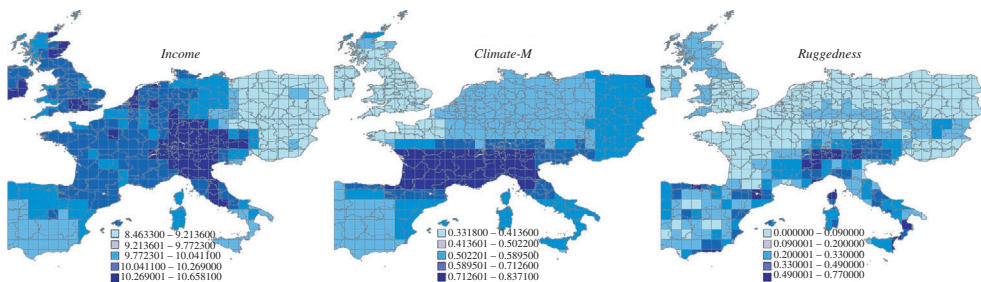 Income
8.463300 – 9.213600
9.213601 – 9.772300
9.772301 – 10.041100
10.041100 – 10.269000
10.269001 – 10.658100
Climate-M
0.331800 – 0.413600
0.413601 – 0.502200
0.502201 – 0.589500
0.589501 – 0.712600
0.712601 – 0.837100
Ruggedness
0.000000 – 0.090000
0.090001 – 0.200000
0.200001 – 0.330000
0.330001 – 0.490000
0.490001 – 0.770000